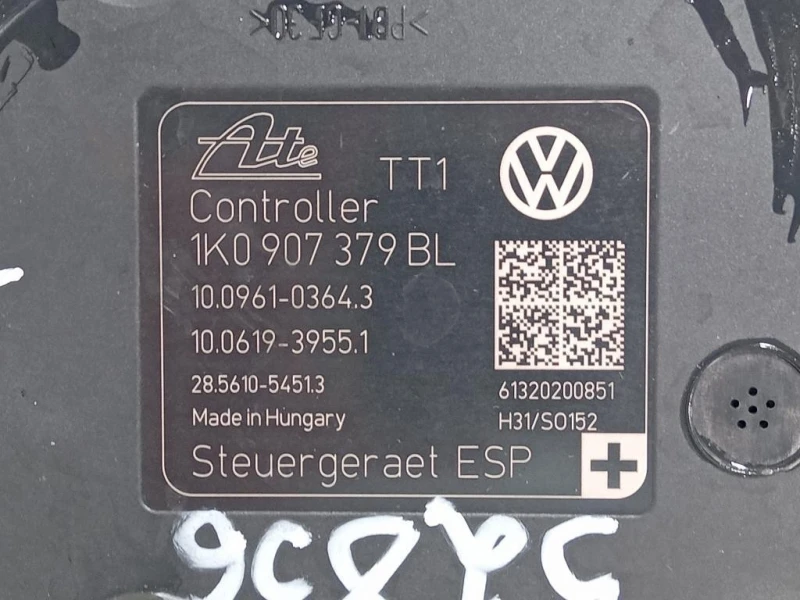 Ate
TT1
Controller
1K0 907 379 BL
10.0961-0364.3
10.0619-3955.1
28.5610-5451.3
Made in Hungary
61320200851
H31/SO152
Steuergeraet ESP